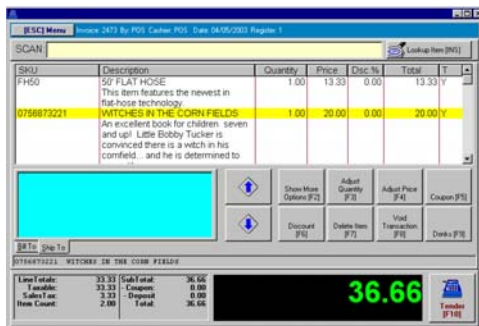 [ESC] Menu Invoice 2473 By: POS Cashier: POS Date 04/05/2003 Register 1
SCAN Lookup Item [INS]
SKU Description Quantity Price Dsc.% Total T
FH50 50' FLAT HOSE 1.00 13.33 0.00 13.33 Y
This item features the newest in
flat-hose technology.
0756873221 WITCHES IN THE CORN FIELDS 1.00 20.00 0.00 20.00 Y
An excellent book for children seven
and up! Little Bobby Tucker is
convinced there is a witch in his
cornfield... and he is determined to
Show More Options [F2]
Adjust Quantity [F3]
Adjust Price [F4]
Coupon [F5]
Discount [F6]
Delete Item [F7]
Void Transaction [F8]
[F9]
Bill To Ship To
0756873221 WITCHES IN THE CORN FIELDS
Line Totals: 33.33 SubTotal: 36.66
Taxable: 33.33 - Coupon: 0.00
Sales Tax: 3.33 - Deposit 0.00
Item Count: 2.00 Total: 36.66
36.66
Tender
[F10]